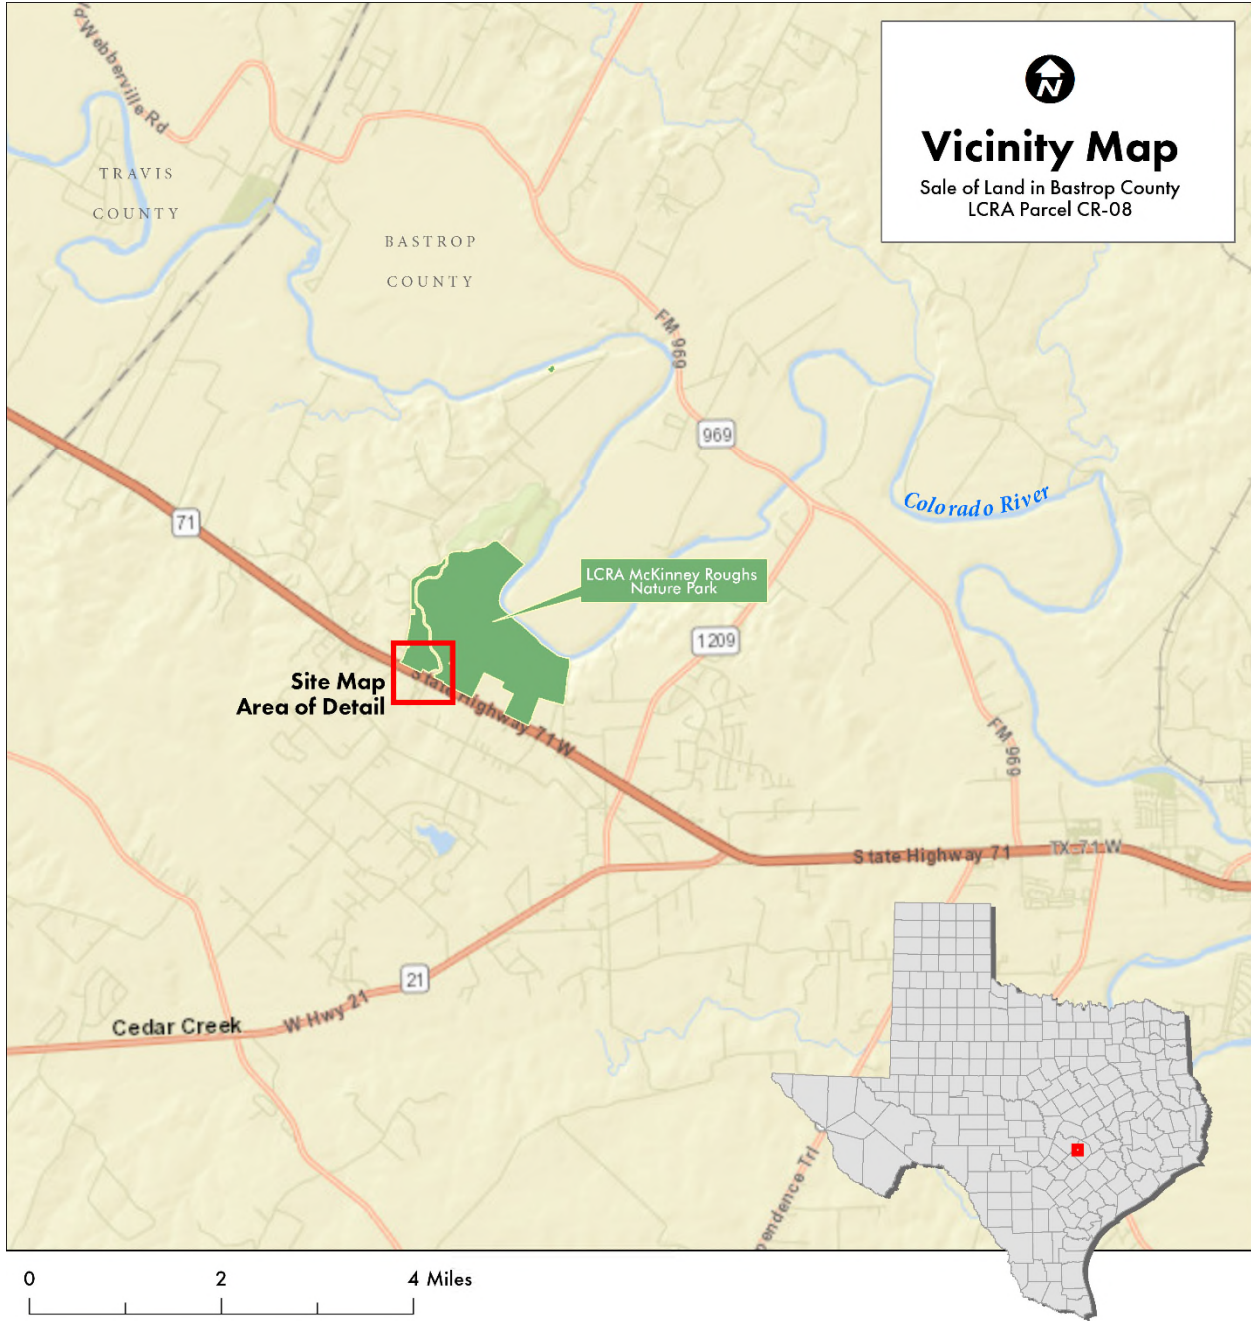 N
Vicinity Map
Sale of Land in Bastrop County
LCRA Parcel CR-08
Webberville Rd
TRAVIS
COUNTY
BASTROP
COUNTY
FM 969
969
Colorado River
71
LCRA McKinney Roughs
Nature Park
1209
Site Map
Area of Detail
State Highway 71 W
FM 969
State Highway 71
TX-71 W
21
W Hwy 21
Cedar Creek
pendence Trl
0 2 4 Miles